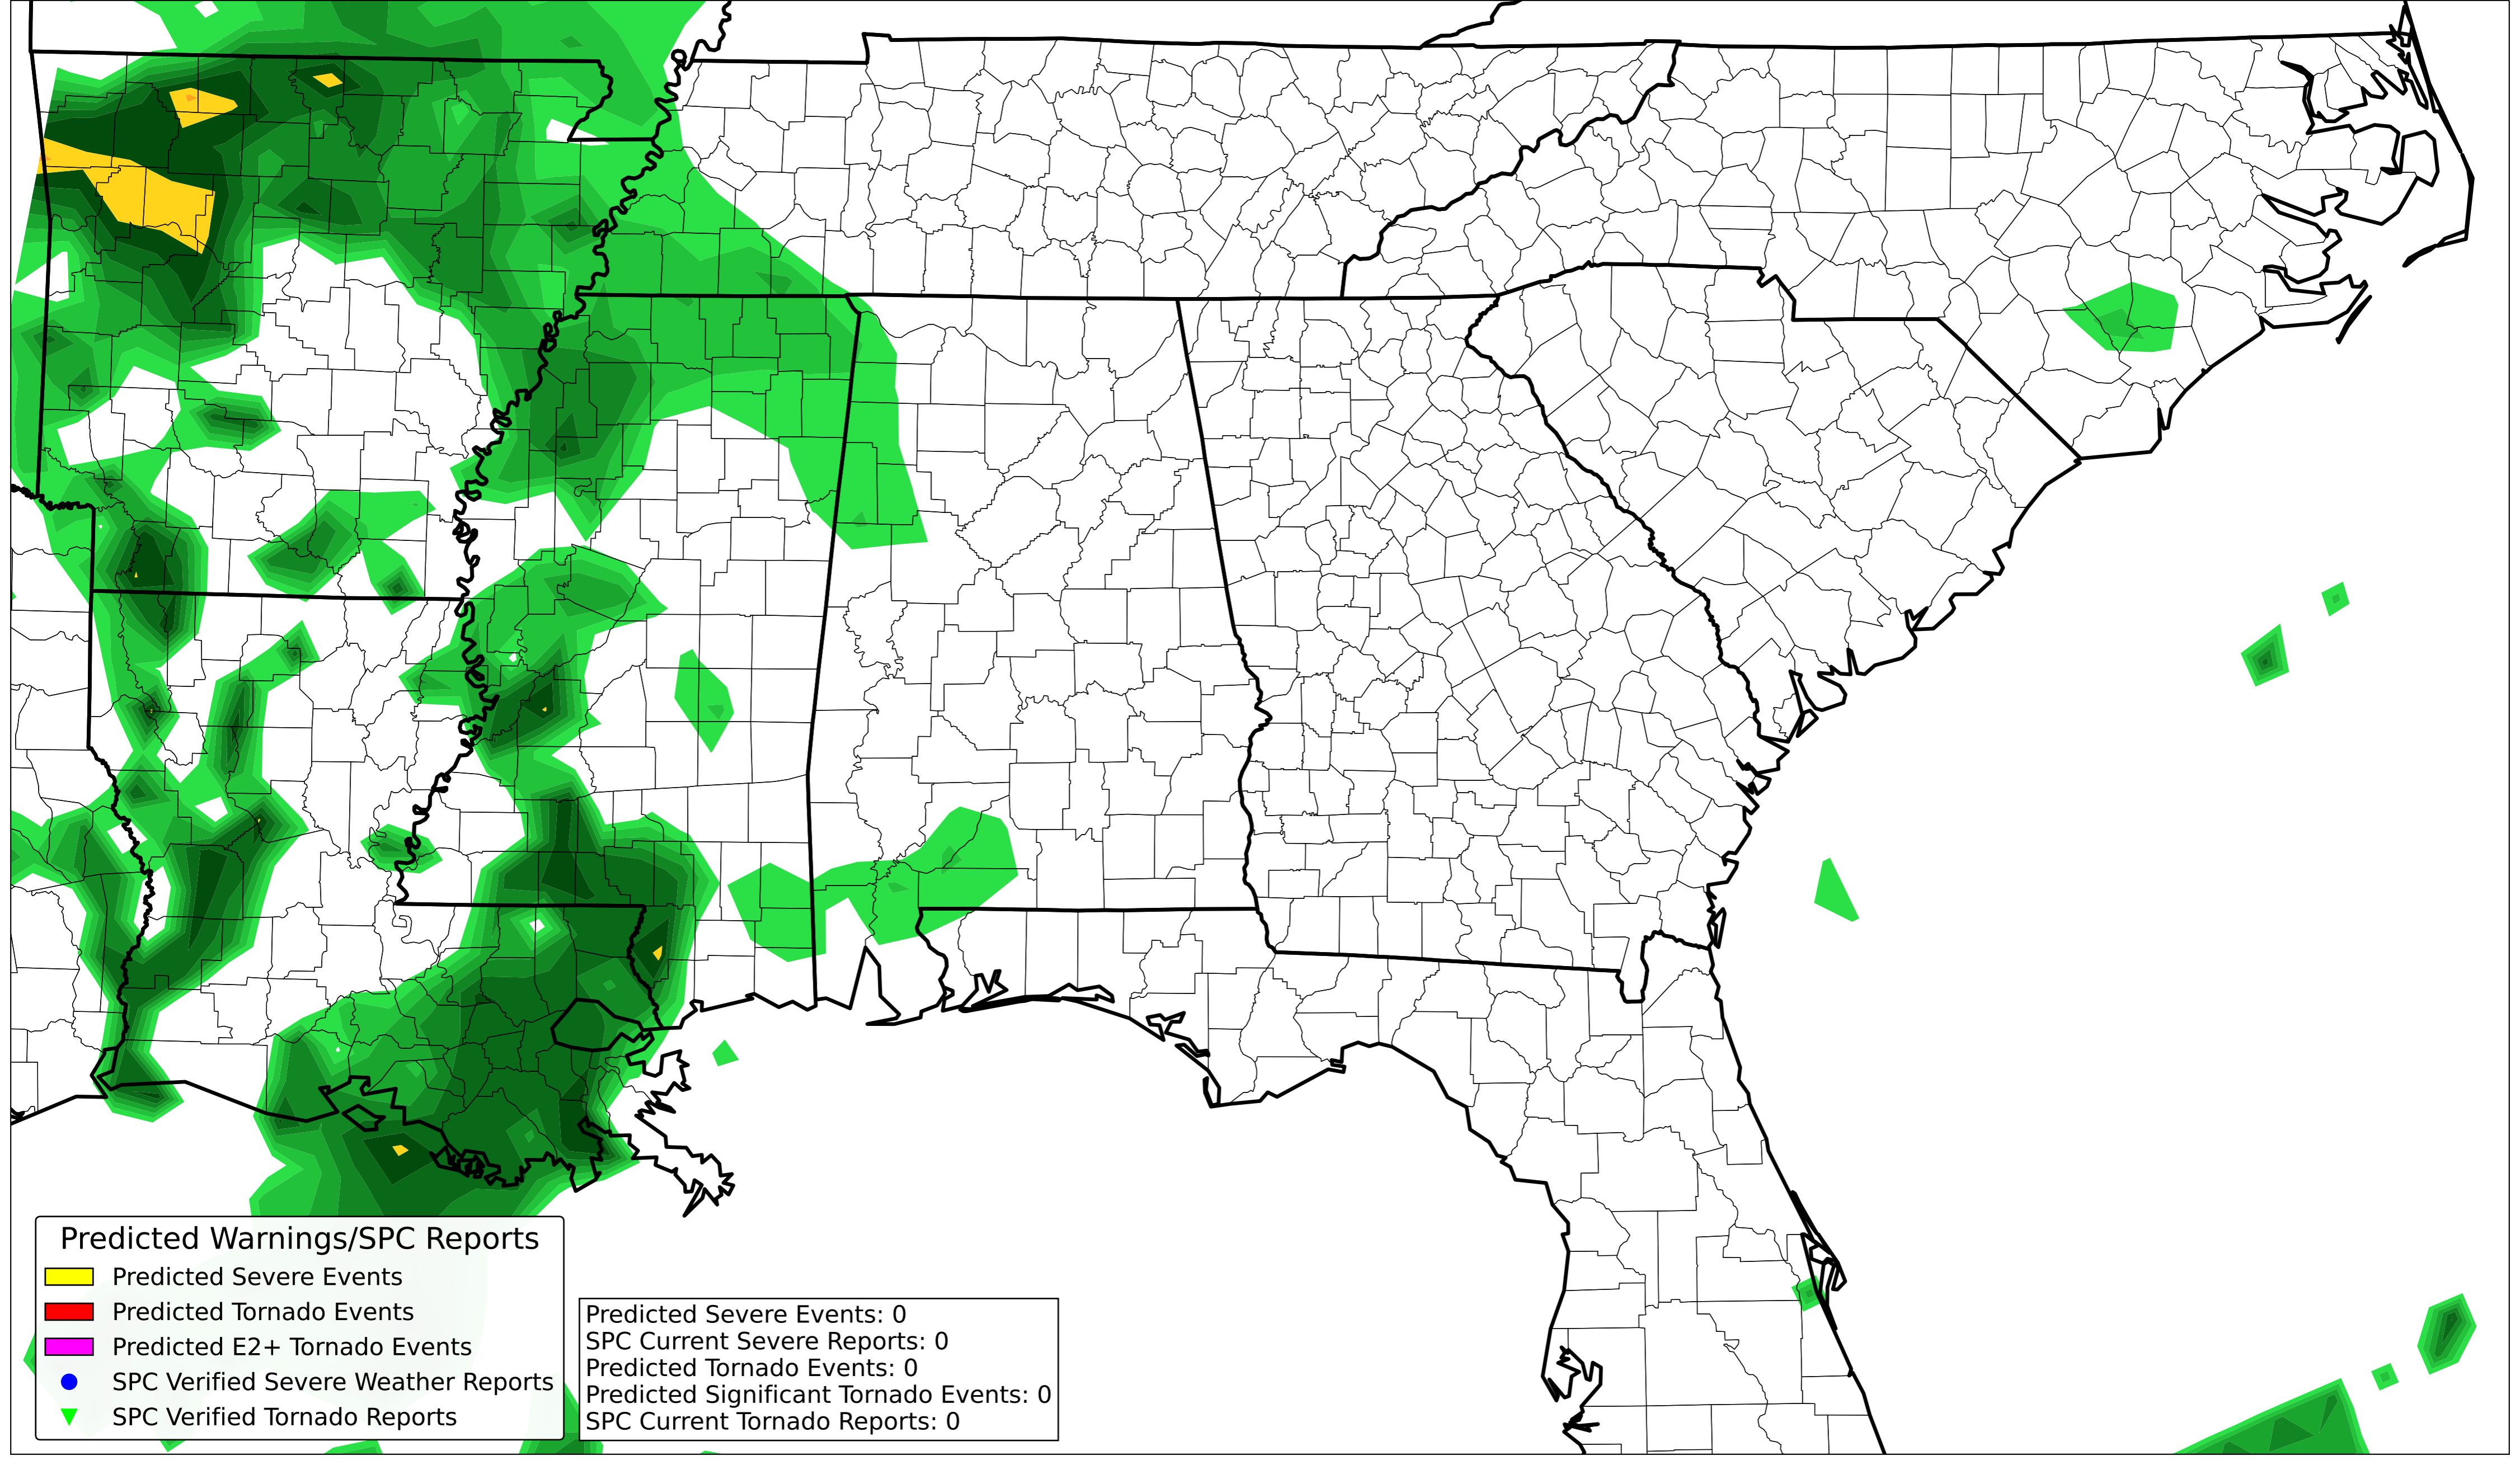 Predicted Warnings/SPC Reports
Predicted Severe Events
Predicted Tornado Events
Predicted E2+ Tornado Events
SPC Verified Severe Weather Reports
SPC Verified Tornado Reports
Predicted Severe Events: 0
SPC Current Severe Reports: 0
Predicted Tornado Events: 0
Predicted Significant Tornado Events: 0
SPC Current Tornado Reports: 0